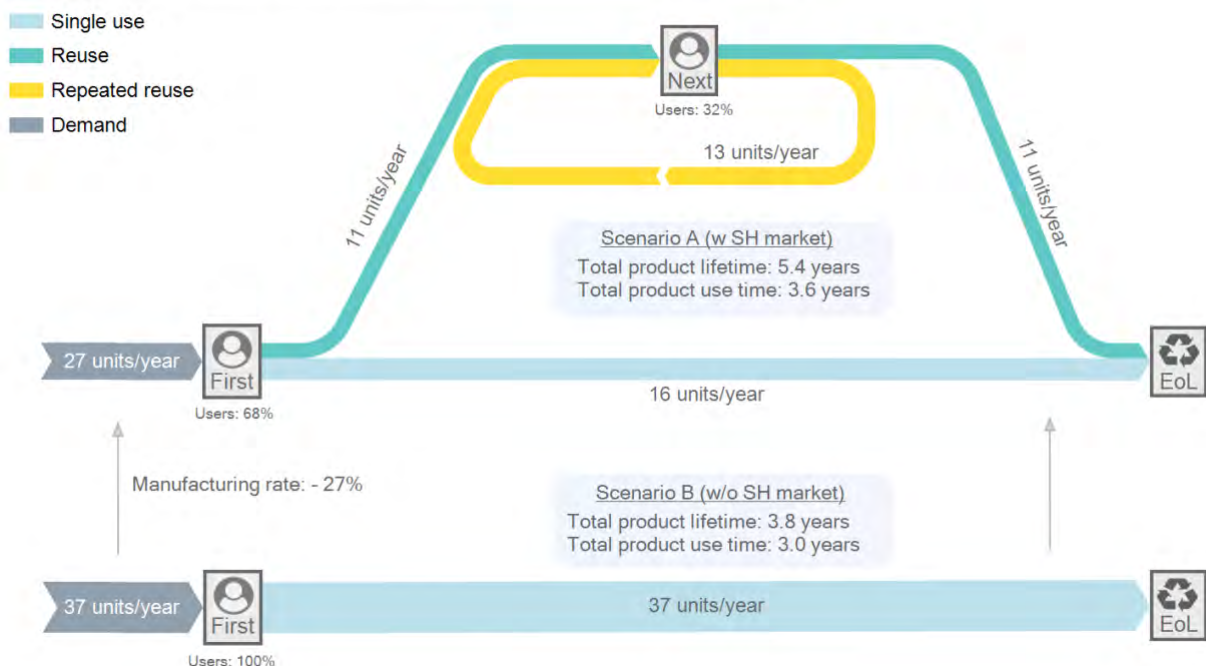 Single use
Reuse
Repeated reuse
Demand
Next
Users: 32%
13 units/year
11 units/year
11 units/year
Scenario A (w SH market)
Total product lifetime: 5.4 years
Total product use time: 3.6 years
27 units/year
First
Users: 68%
16 units/year
EoL
Manufacturing rate: - 27%
Scenario B (w/o SH market)
Total product lifetime: 3.8 years
Total product use time: 3.0 years
37 units/year
First
Users: 100%
37 units/year
EoL